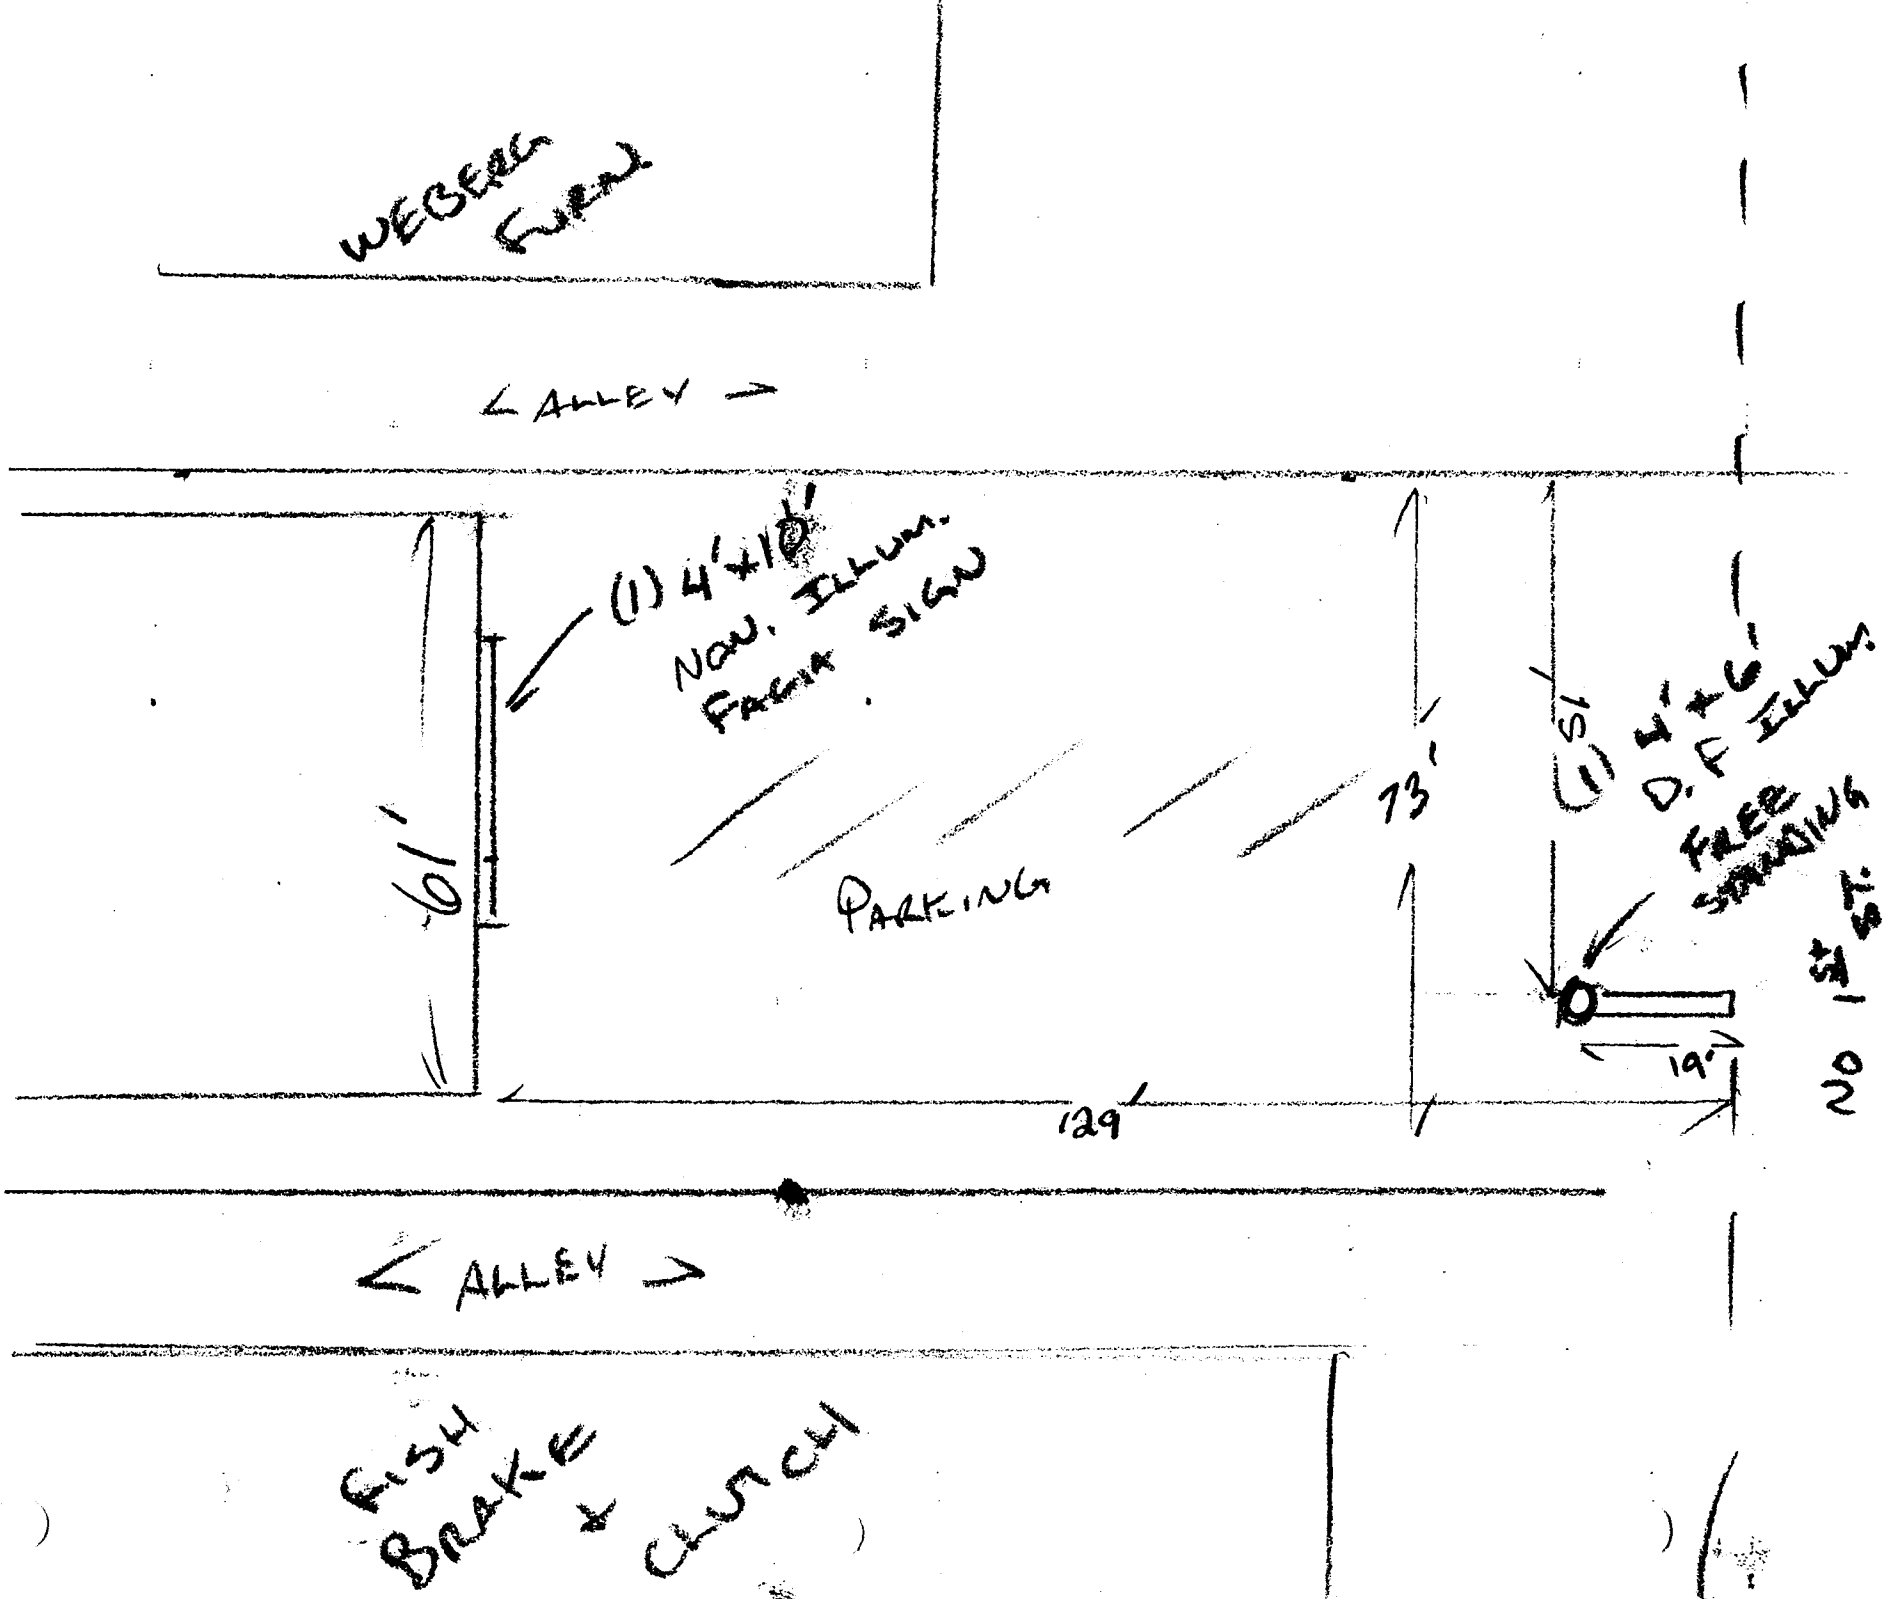 WEBERG
FURN
< ALLEY →
(1) 4'x10'
NON. ILLUM.
FACIA SIGN
61'
PARKING
73'
(1) 4'x6'
D.F ILLUM.
FREE
STANDING
19'
129'
20 1st ST.
< ALLEY →
FISH
BRAKE
+
CLUTCH